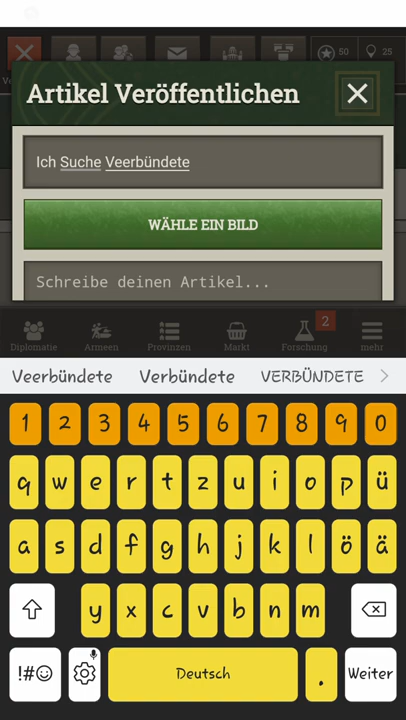 50 25
Artikel Veröffentlichen
Ich Suche Veerbündete
WÄHLE EIN BILD
Schreibe deinen Artikel...
2
Diplomatie Armeen Provinzen Markt Forschung mehr
Veerbündete Verbündete VERBÜNDETE
1 2 3 4 5 6 7 8 9 0
q w e r t z u i o p ü
a s d f g h j k l ö ä
y x c v b n m
!#☺ Deutsch . Weiter